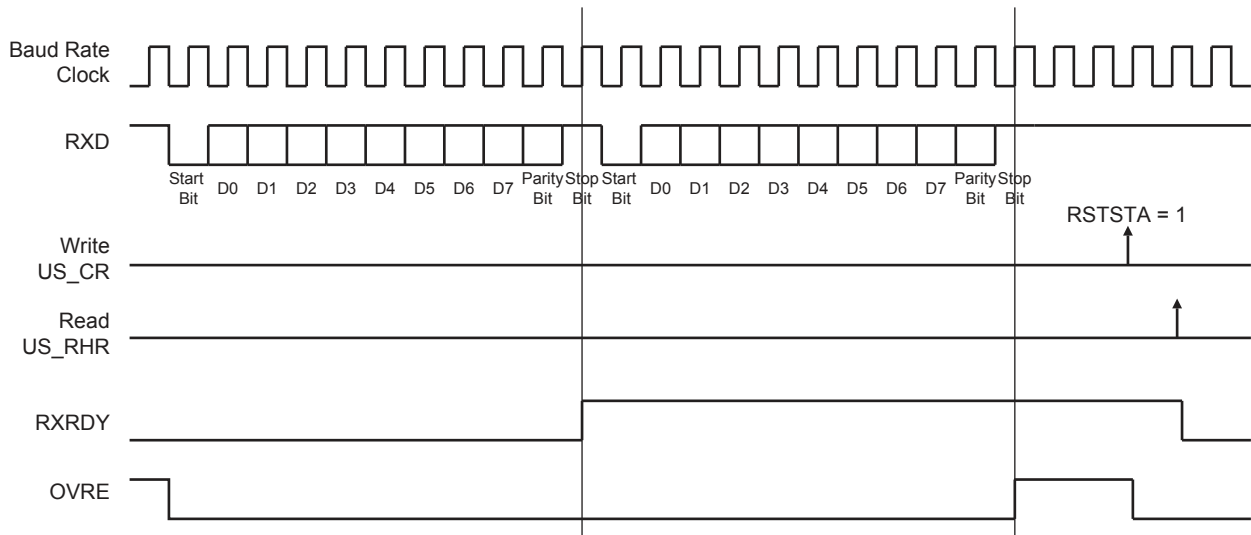 Baud Rate
Clock
RXD
Start
Bit
D0
D1
D2
D3
D4
D5
D6
D7
Parity
Bit
Stop
Bit
Start
Bit
D0
D1
D2
D3
D4
D5
D6
D7
Parity
Bit
Stop
Bit
RSTSTA = 1
Write
US_CR
Read
US_RHR
RXRDY
OVRE